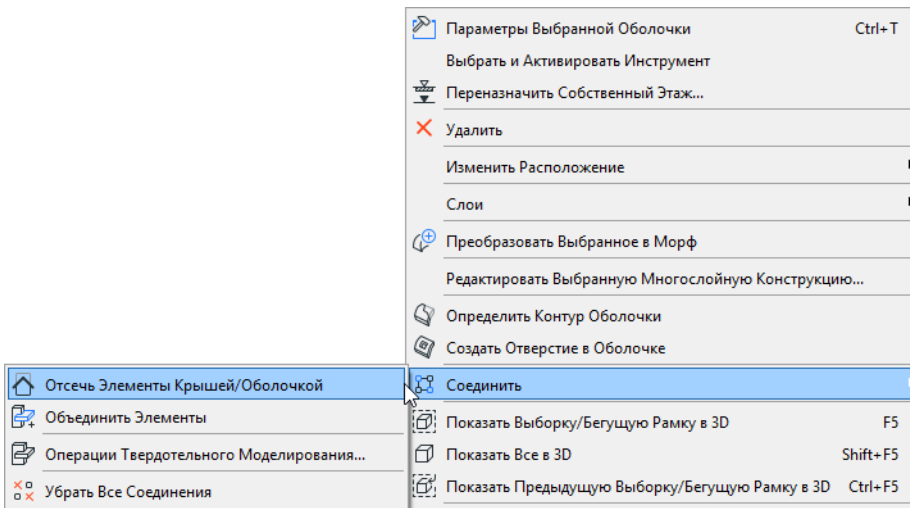 Параметры Выбранной Оболочки Ctrl+T
Выбрать и Активировать Инструмент
Переназначить Собственный Этаж...
Удалить
Изменить Расположение
Слои
Преобразовать Выбранное в Морф
Редактировать Выбранную Многослойную Конструкцию...
Определить Контур Оболочки
Создать Отверстие в Оболочке
Соединить
Показать Выборку/Бегущую Рамку в 3D F5
Показать Все в 3D Shift+F5
Показать Предыдущую Выборку/Бегущую Рамку в 3D Ctrl+F5
Отсечь Элементы Крышей/Оболочкой
Объединить Элементы
Операции Твердотельного Моделирования...
Убрать Все Соединения